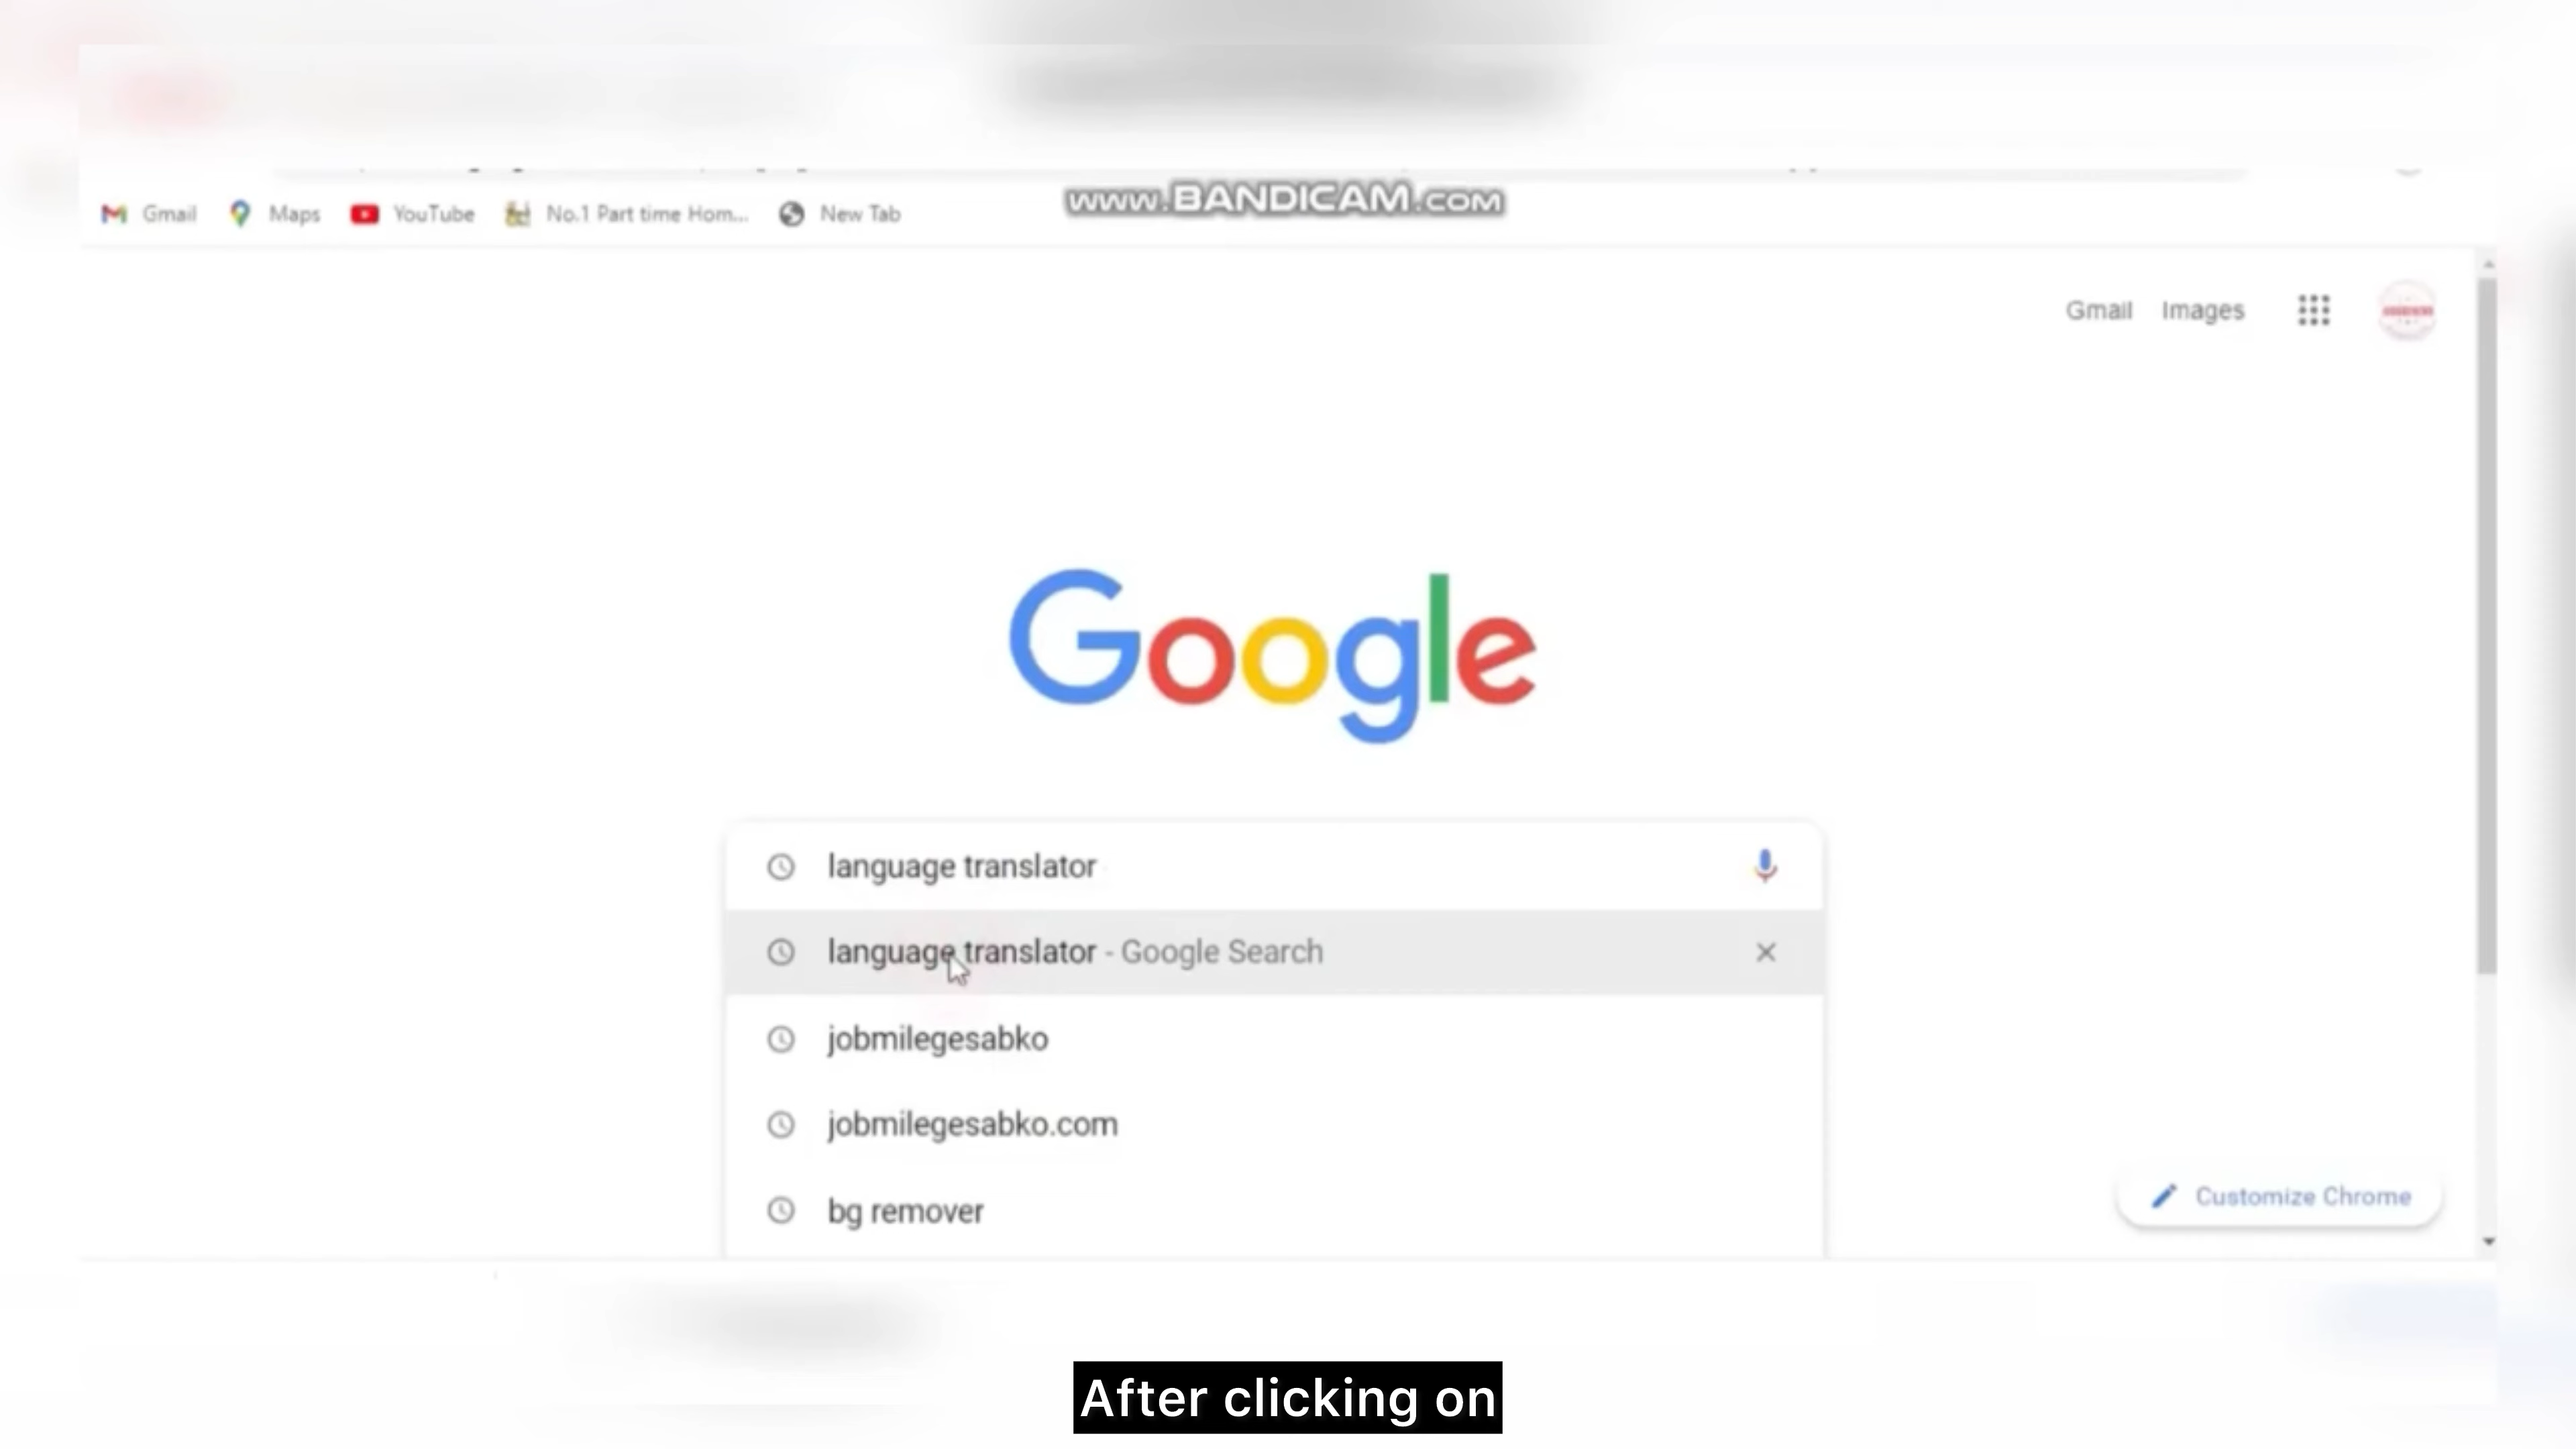 Gmail Maps YouTube No.1 Part time Hom... New Tab
www.BANDICAM.com
Gmail Images
Google
language translator
language translator - Google Search
jobmilegesabko
jobmilegesabko.com
bg remover
Customize Chrome
After clicking on